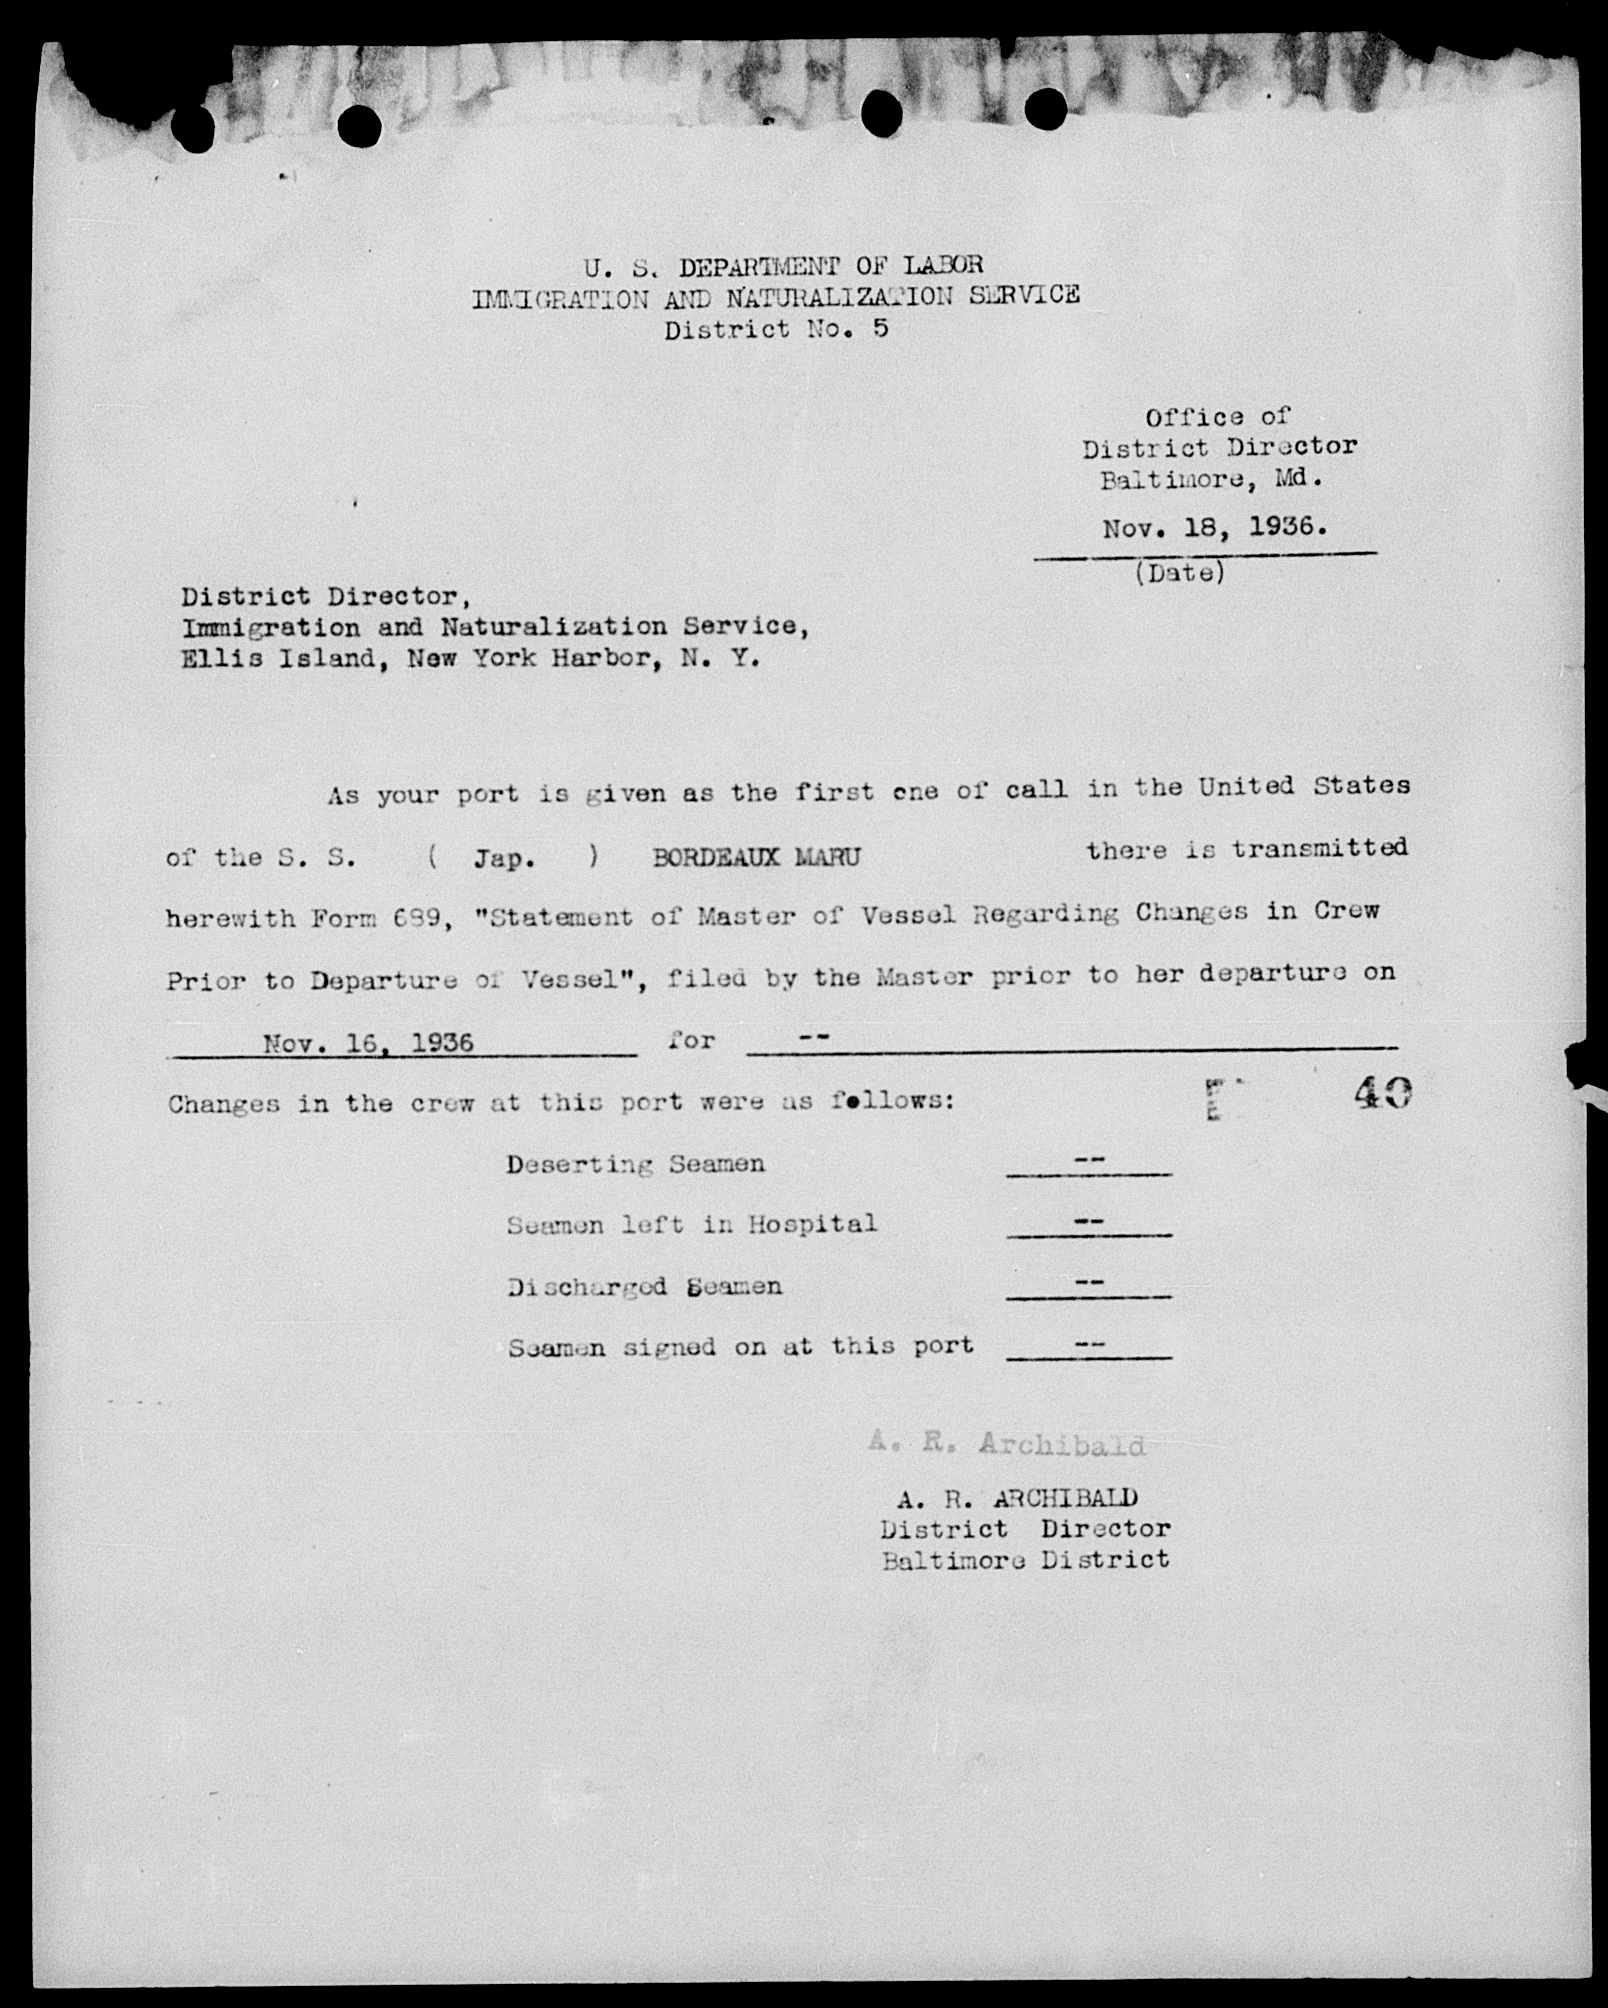 U. S. DEPARTMENT OF LABOR
IMMIGRATION AND NATURALIZATION SERVICE
District No. 5
Office of
District Director
Baltimore, Md.
Nov. 18, 1936.
(Date)
District Director,
Immigration and Naturalization Service,
Ellis Island, New York Harbor, N. Y.
As your port is given as the first one of call in the United States
of the S. S. ( Jap. ) BORDEAUX MARU there is transmitted
herewith Form 689, "Statement of Master of Vessel Regarding Changes in Crew
Prior to Departure of Vessel", filed by the Master prior to her departure on
Nov. 16, 1936 for --
Changes in the crew at this port were as follows:
40
Deserting Seamen --
Seamen left in Hospital --
Discharged Seamen --
Seamen signed on at this port --
A. R. Archibald
A. R. ARCHIBALD
District Director
Baltimore District